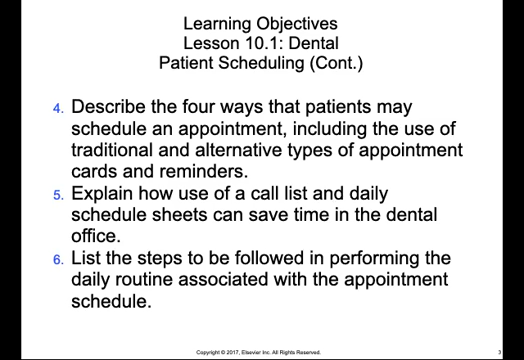 Learning Objectives
Lesson 10.1: Dental
Patient Scheduling (Cont.)
4. Describe the four ways that patients may
schedule an appointment, including the use of
traditional and alternative types of appointment
cards and reminders.
5. Explain how use of a call list and daily
schedule sheets can save time in the dental
office.
6. List the steps to be followed in performing the
daily routine associated with the appointment
schedule.
Copyright © 2017, Elsevier Inc. All Rights Reserved.
3